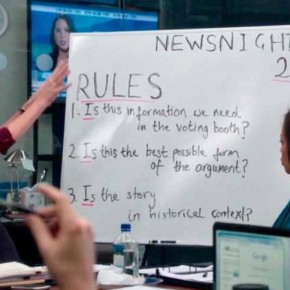 NEWSNIGHT
2
RULES
1. Is this information we need
in the voting booth?
2. Is this the best possible form
of the argument?
3. Is the story
in historical context?